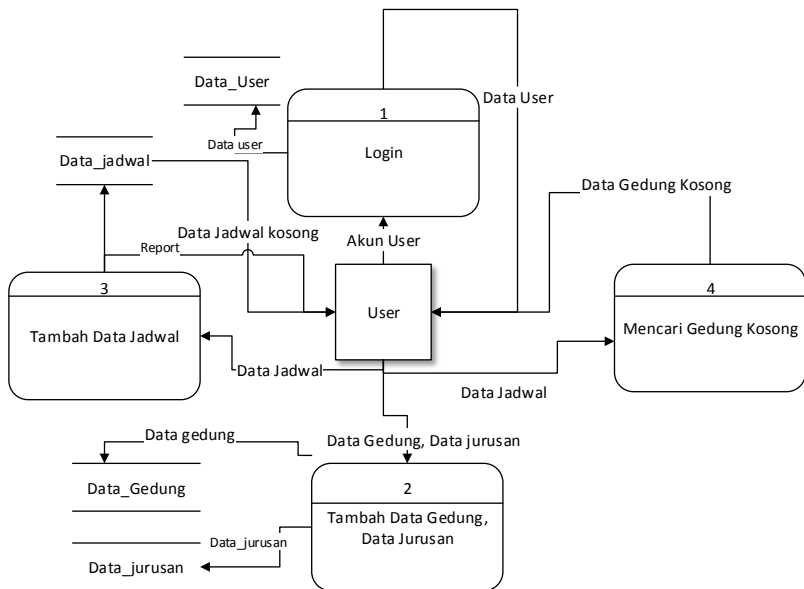 Data_User
1
Data User
Data user
Login
Data_jadwal
Data Gedung Kosong
Data Jadwal kosong
Akun User
Report
3
4
User
Tambah Data Jadwal
Mencari Gedung Kosong
Data Jadwal
Data Jadwal
Data gedung
Data Gedung, Data jurusan
Data_Gedung
2
Tambah Data Gedung,
Data Jurusan
Data_jurusan
Data_jurusan